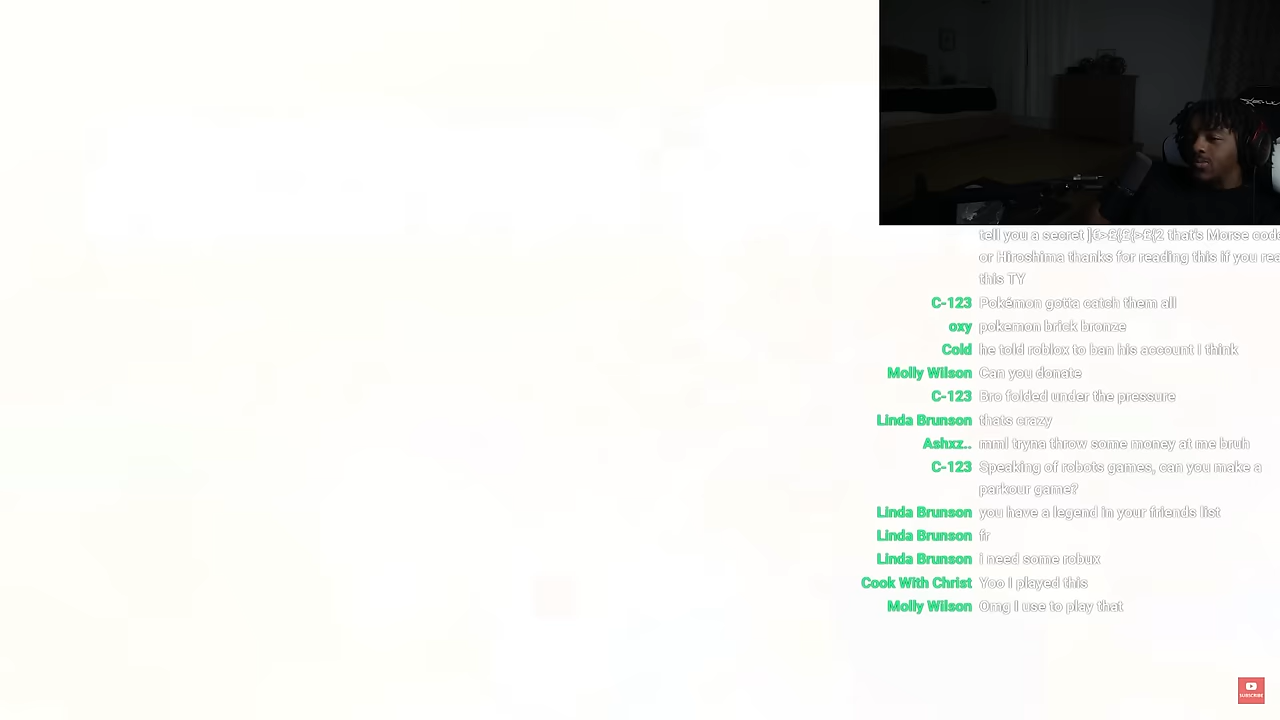 tell you a secret ]€>£{£{>£{2 that's Morse code
or Hiroshima thanks for reading this if you rea
this TY
C-123 Pokémon gotta catch them all
oxy pokemon brick bronze
Cold he told roblox to ban his account I think
Molly Wilson Can you donate
C-123 Bro folded under the pressure
Linda Brunson thats crazy
Ashxz.. mml tryna throw some money at me bruh
C-123 Speaking of robots games, can you make a
parkour game?
Linda Brunson you have a legend in your friends list
Linda Brunson fr
Linda Brunson I need some robux
Cook With Christ Yoo I played this
Molly Wilson Omg I use to play that
SUBSCRIBE